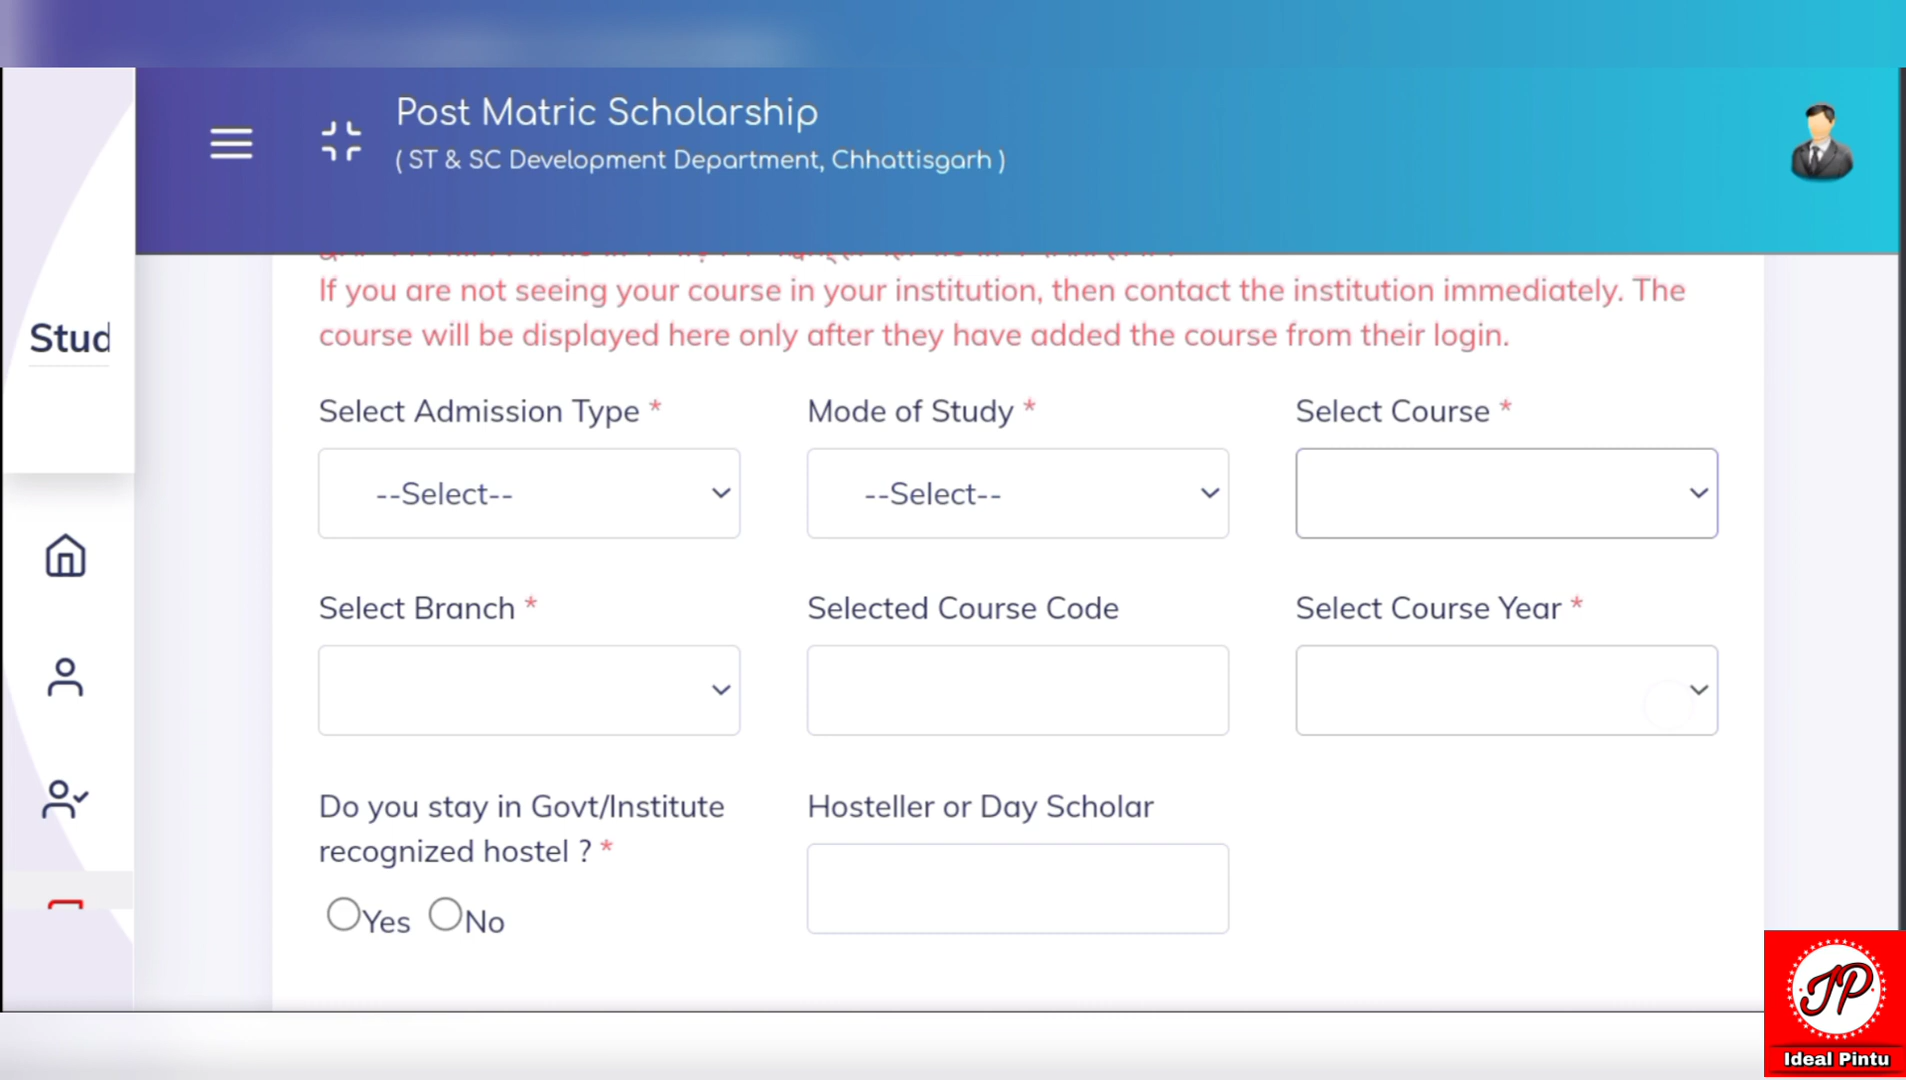 Post Matric Scholarship
( ST & SC Development Department, Chhattisgarh )
Stud
If you are not seeing your course in your institution, then contact the institution immediately. The
course will be displayed here only after they have added the course from their login.
Select Admission Type *
--Select--
Mode of Study *
--Select--
Select Course *
Select Branch *
Selected Course Code
Select Course Year *
Do you stay in Govt/Institute
recognized hostel ? *
Yes No
Hosteller or Day Scholar
JP
Ideal Pintu